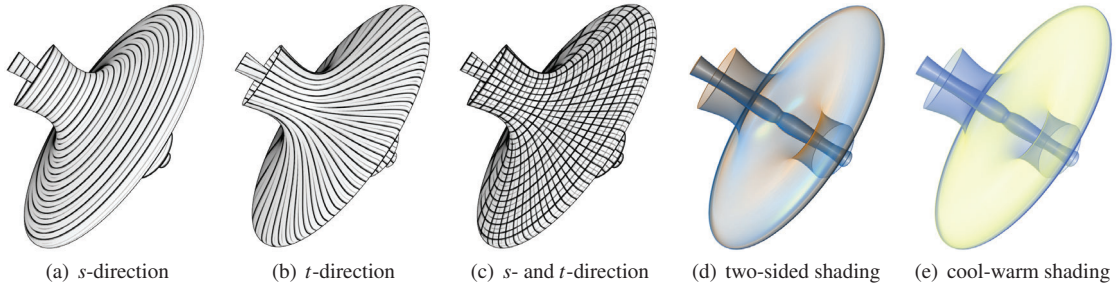 (a) s-direction
(b) t-direction
(c) s- and t-direction
(d) two-sided shading
(e) cool-warm shading